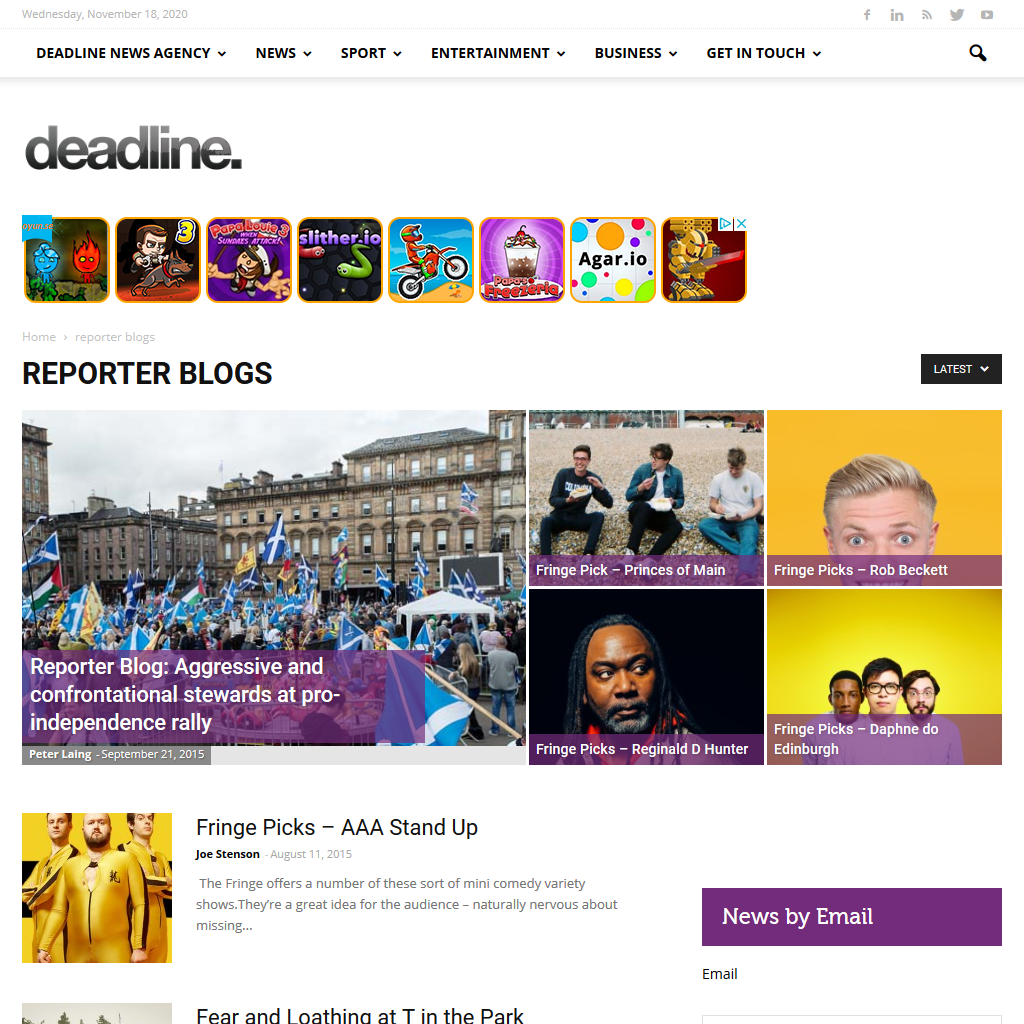 Wednesday, November 18, 2020
DEADLINE NEWS AGENCY
NEWS
SPORT
ENTERTAINMENT
BUSINESS
GET IN TOUCH
deadline.
oyun.se
3
Papa Louie 3
WHEN SUNDAES ATTACK!
slither.io
Papa's Freezeria
Agar.io
Home › reporter blogs
REPORTER BLOGS
LATEST
Reporter Blog: Aggressive and
confrontational stewards at pro-
independence rally
Peter Laing - September 21, 2015
Fringe Pick – Princes of Main
Fringe Picks – Rob Beckett
Fringe Picks – Reginald D Hunter
Fringe Picks – Daphne do
Edinburgh
Fringe Picks – AAA Stand Up
Joe Stenson - August 11, 2015
The Fringe offers a number of these sort of mini comedy variety
shows.They’re a great idea for the audience – naturally nervous about
missing...
News by Email
Email
Fear and Loathing at T in the Park